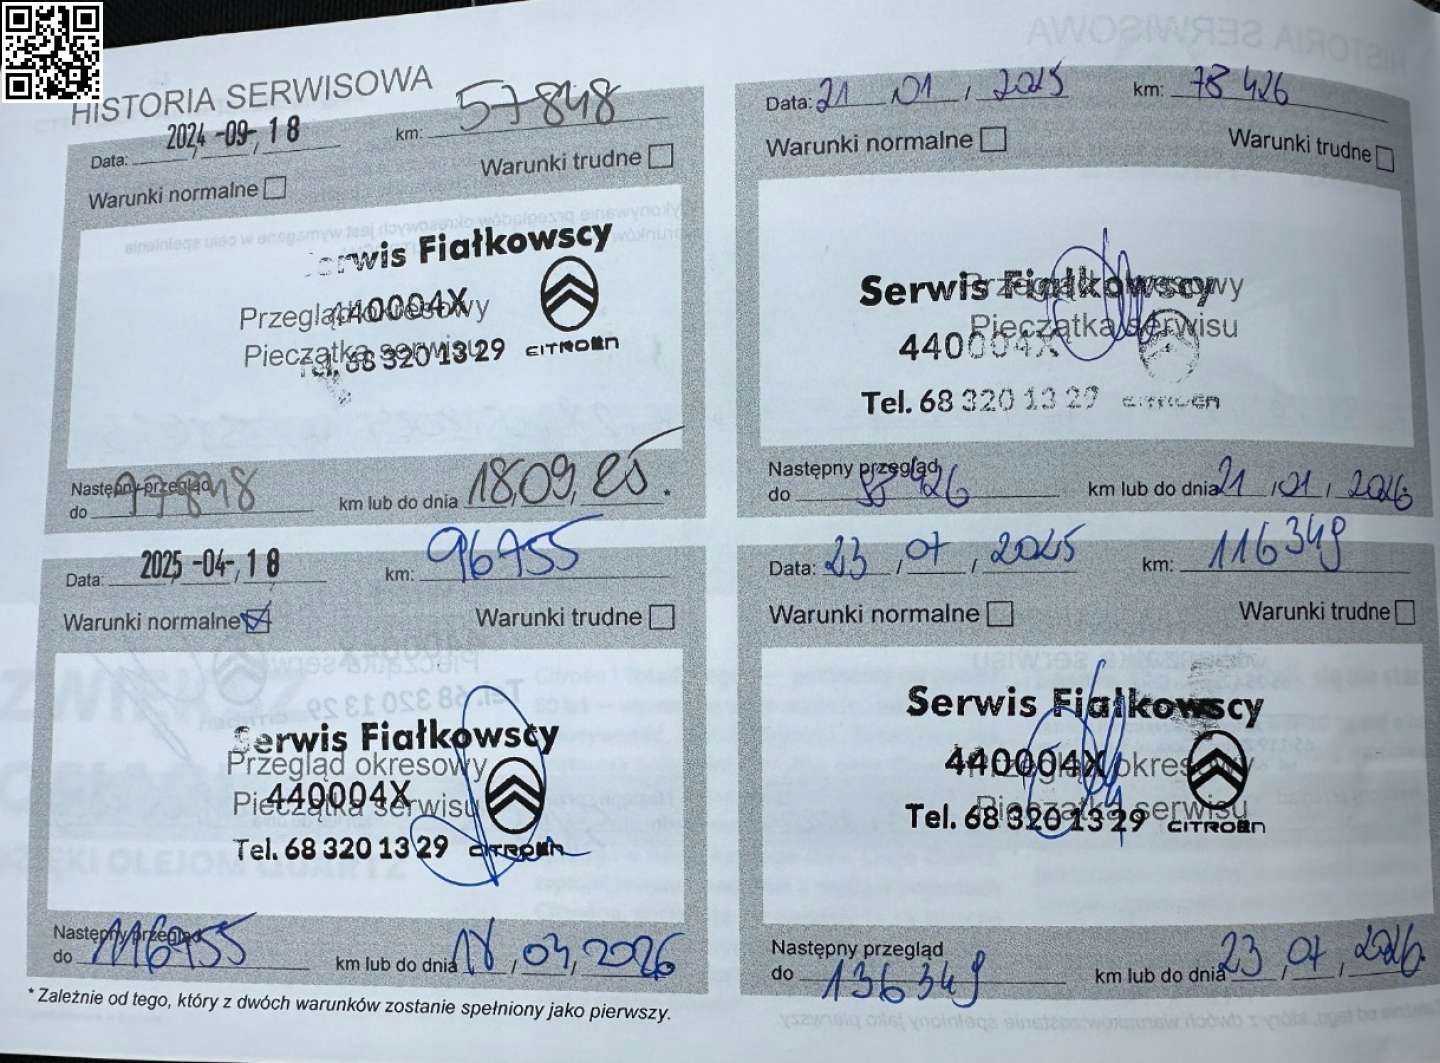 HISTORIA SERWISOWA
Data: 2024-09-18 km: 57848
Warunki normalne Warunki trudne
Serwis Fiałkowscy
Przegląd okresowy
440004X
Pieczątka serwisu
Tel. 68 320 13 29 CITROËN
Następny przegląd
do 77848 km lub do dnia 18,09,25.
Data: 21,01,2025 km: 78426
Warunki normalne Warunki trudne
Serwis Fiałkowscy
Przegląd okresowy
Pieczątka serwisu
440004X
Tel. 68 320 13 29 CITROËN
Następny przegląd
do km lub do dnia 21,01,2026
Data: 2025-04-18 km: 96755
Warunki normalne Warunki trudne
Serwis Fiałkowscy
Przegląd okresowy
440004X
Pieczątka serwisu
Tel. 68 320 13 29 CITROËN
Następny przegląd
do 116755 km lub do dnia 18,04,2026
Data: 23,07,2025 km: 116349
Warunki normalne Warunki trudne
Serwis Fiałkowscy
440004X
Przegląd okresowy
Pieczątka serwisu
Tel. 68 320 13 29 CITROËN
Następny przegląd
do 136349 km lub do dnia 23,07,2026.
* Zależnie od tego, który z dwóch warunków zostanie spełniony jako pierwszy.